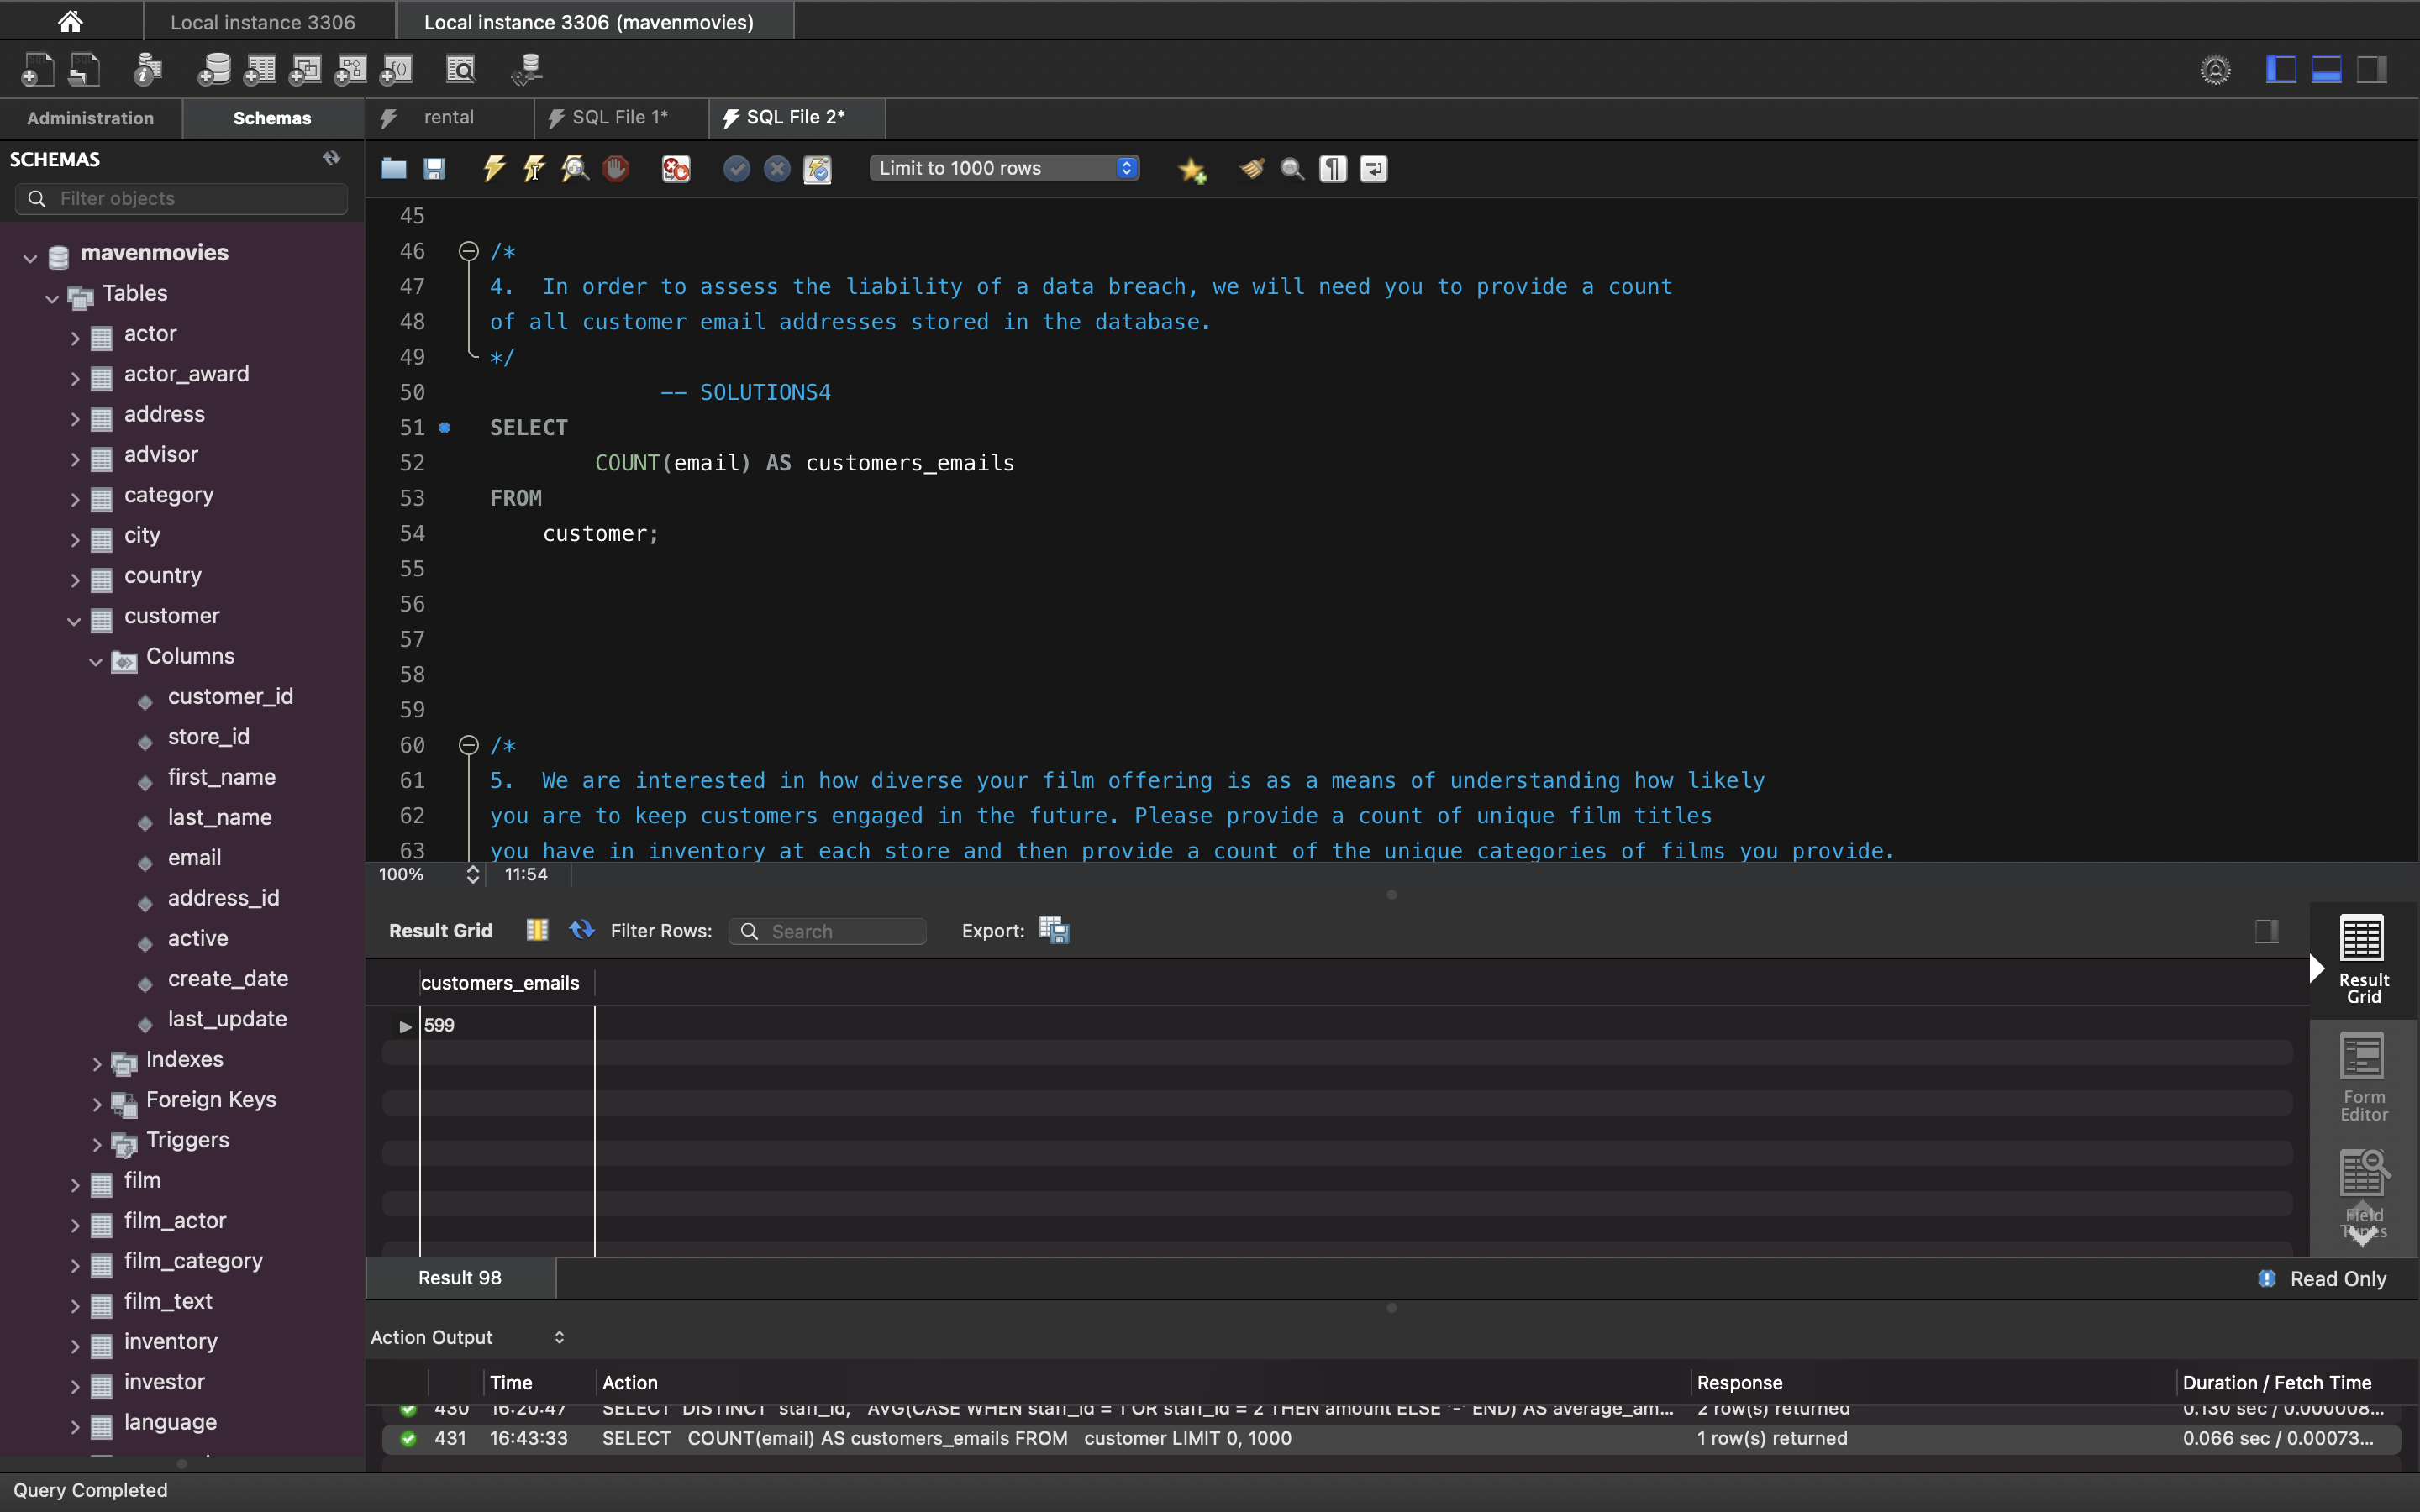 Local instance 3306
Local instance 3306 (mavenmovies)
Administration
Schemas
rental
SQL File 1*
SQL File 2*
SCHEMAS
Filter objects
Limit to 1000 rows
mavenmovies
Tables
actor
actor_award
address
advisor
category
city
country
customer
Columns
customer_id
store_id
first_name
last_name
email
address_id
active
create_date
last_update
Indexes
Foreign Keys
Triggers
film
film_actor
film_category
film_text
inventory
investor
language
45
46 /*
47 4. In order to assess the liability of a data breach, we will need you to provide a count
48 of all customer email addresses stored in the database.
49 */
50 -- SOLUTIONS4
51 SELECT
52 COUNT(email) AS customers_emails
53 FROM
54 customer;
55
56
57
58
59
60 /*
61 5. We are interested in how diverse your film offering is as a means of understanding how likely
62 you are to keep customers engaged in the future. Please provide a count of unique film titles
63 you have in inventory at each store and then provide a count of the unique categories of films you provide.
100% 11:54
Result Grid Filter Rows: Search Export:
customers_emails
599
Result
Grid
Form
Editor
Field
Types
Result 98
Read Only
Action Output
Time Action Response Duration / Fetch Time
430 16:20:47 SELECT DISTINCT staff_id, AVG(CASE WHEN staff_id = 1 OR staff_id = 2 THEN amount ELSE '-' END) AS average_am... 2 row(s) returned 0.130 sec / 0.000008...
431 16:43:33 SELECT COUNT(email) AS customers_emails FROM customer LIMIT 0, 1000 1 row(s) returned 0.066 sec / 0.00073...
Query Completed